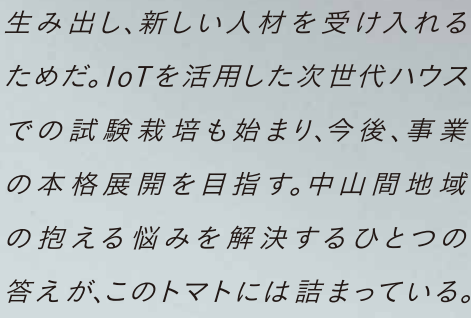 生み出し、新しい人材を受け入れる
ためだ。IoTを活用した次世代ハウス
での試験栽培も始まり、今後、事業
の本格展開を目指す。中山間地域
の抱える悩みを解決するひとつの
答えが、このトマトには詰まっている。